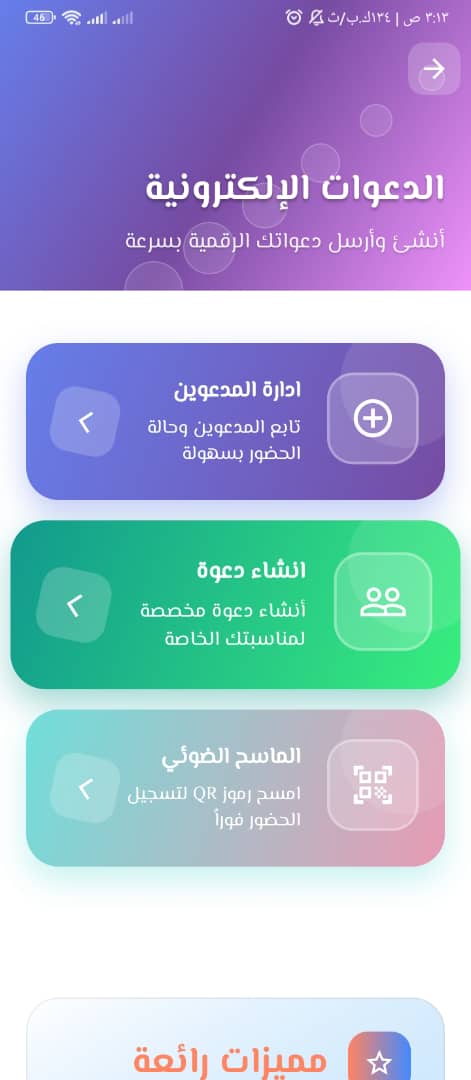 ٣:١٣ ص | ١٣٤ك.ب/ث
46
الدعوات الإلكترونية
أنشئ وأرسل دعواتك الرقمية بسرعة
ادارة المدعوين
تابع المدعوين وحالة
الحضور بسهولة
انشاء دعوة
أنشاء دعوة مخصصة
لمناسبتك الخاصة
الماسح الضوئي
امسح رموز QR لتسجيل
الحضور فوراً
مميزات رائعة